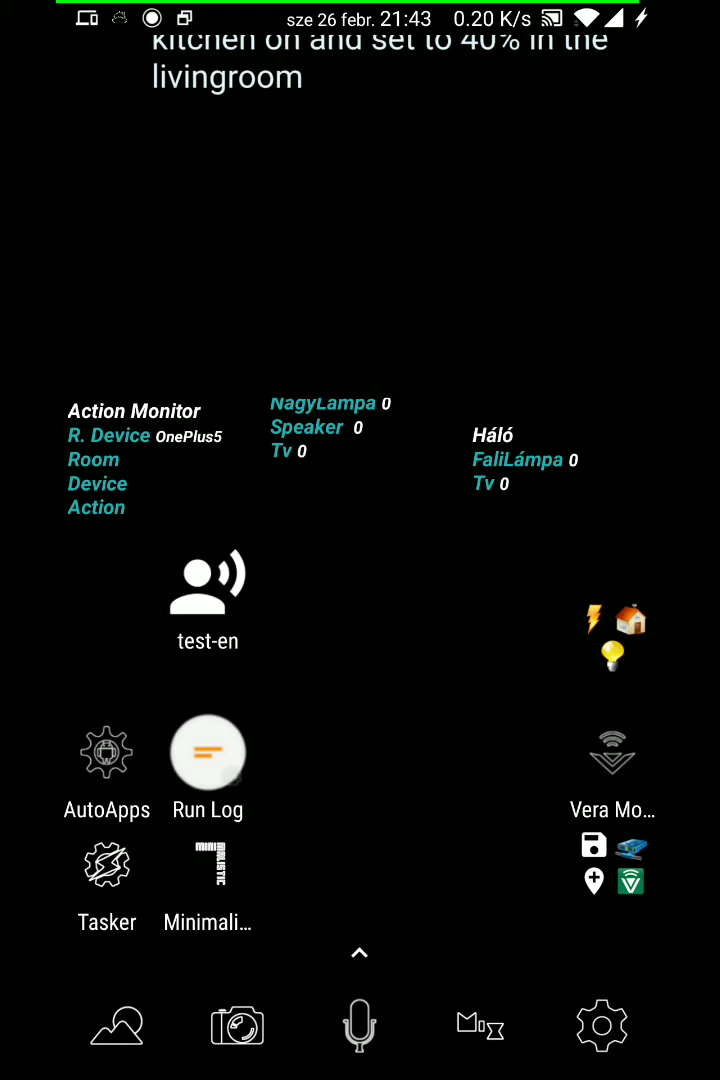 sze 26 febr. 21:43 0.20 K/s
kitchen on and set to 40% in the
livingroom
Action Monitor
R. Device OnePlus5
Room
Device
Action
NagyLampa 0
Speaker 0
Tv 0
Háló
FaliLámpa 0
Tv 0
test-en
AutoApps
Run Log
Vera Mo...
Tasker
Minimali...